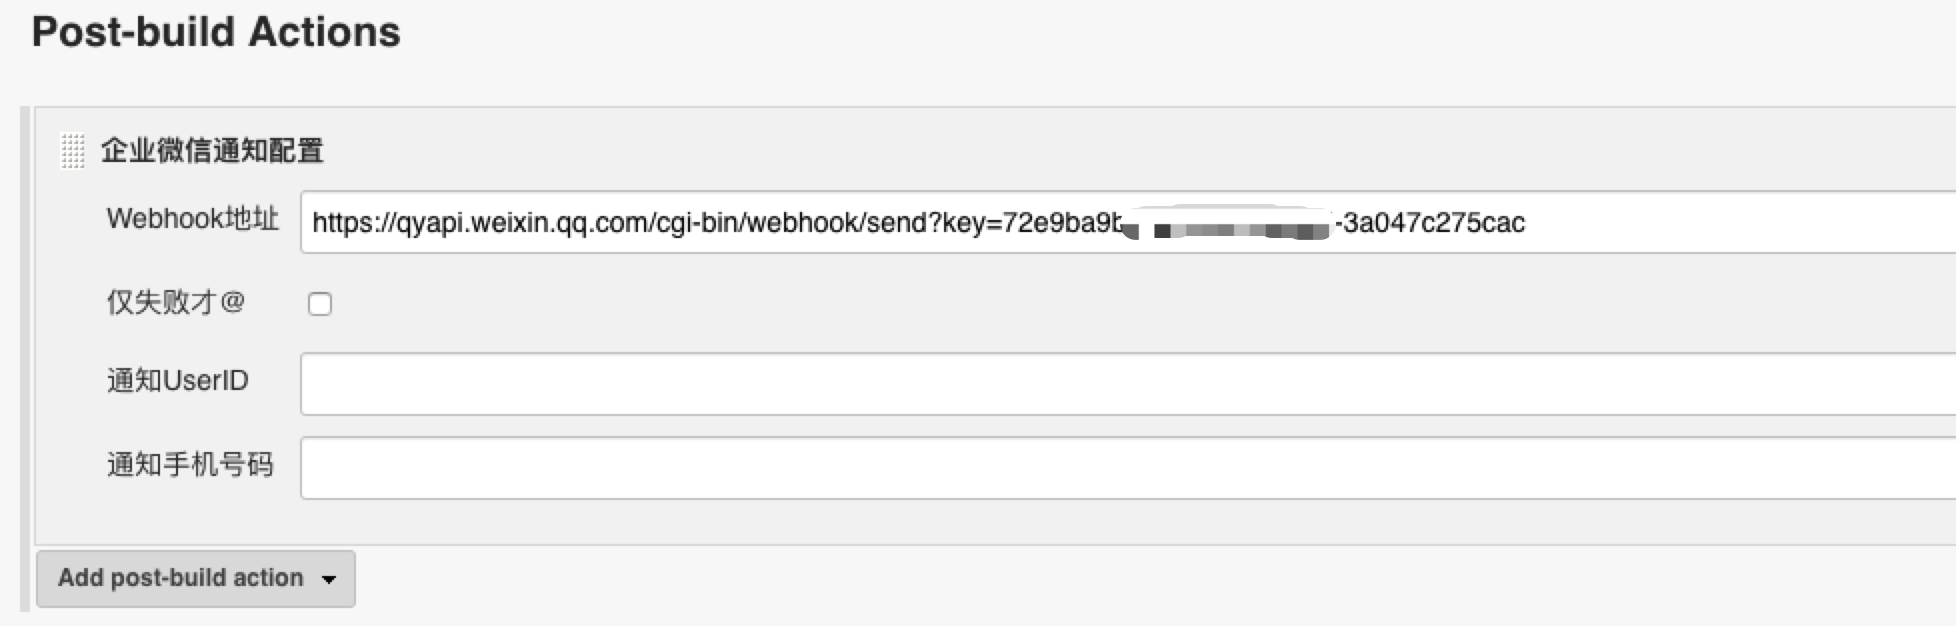 Post-build Actions
企业微信通知配置
Webhook地址
https://qyapi.weixin.qq.com/cgi-bin/webhook/send?key=72e9ba9b -3a047c275cac
仅失败才@
通知UserID
通知手机号码
Add post-build action